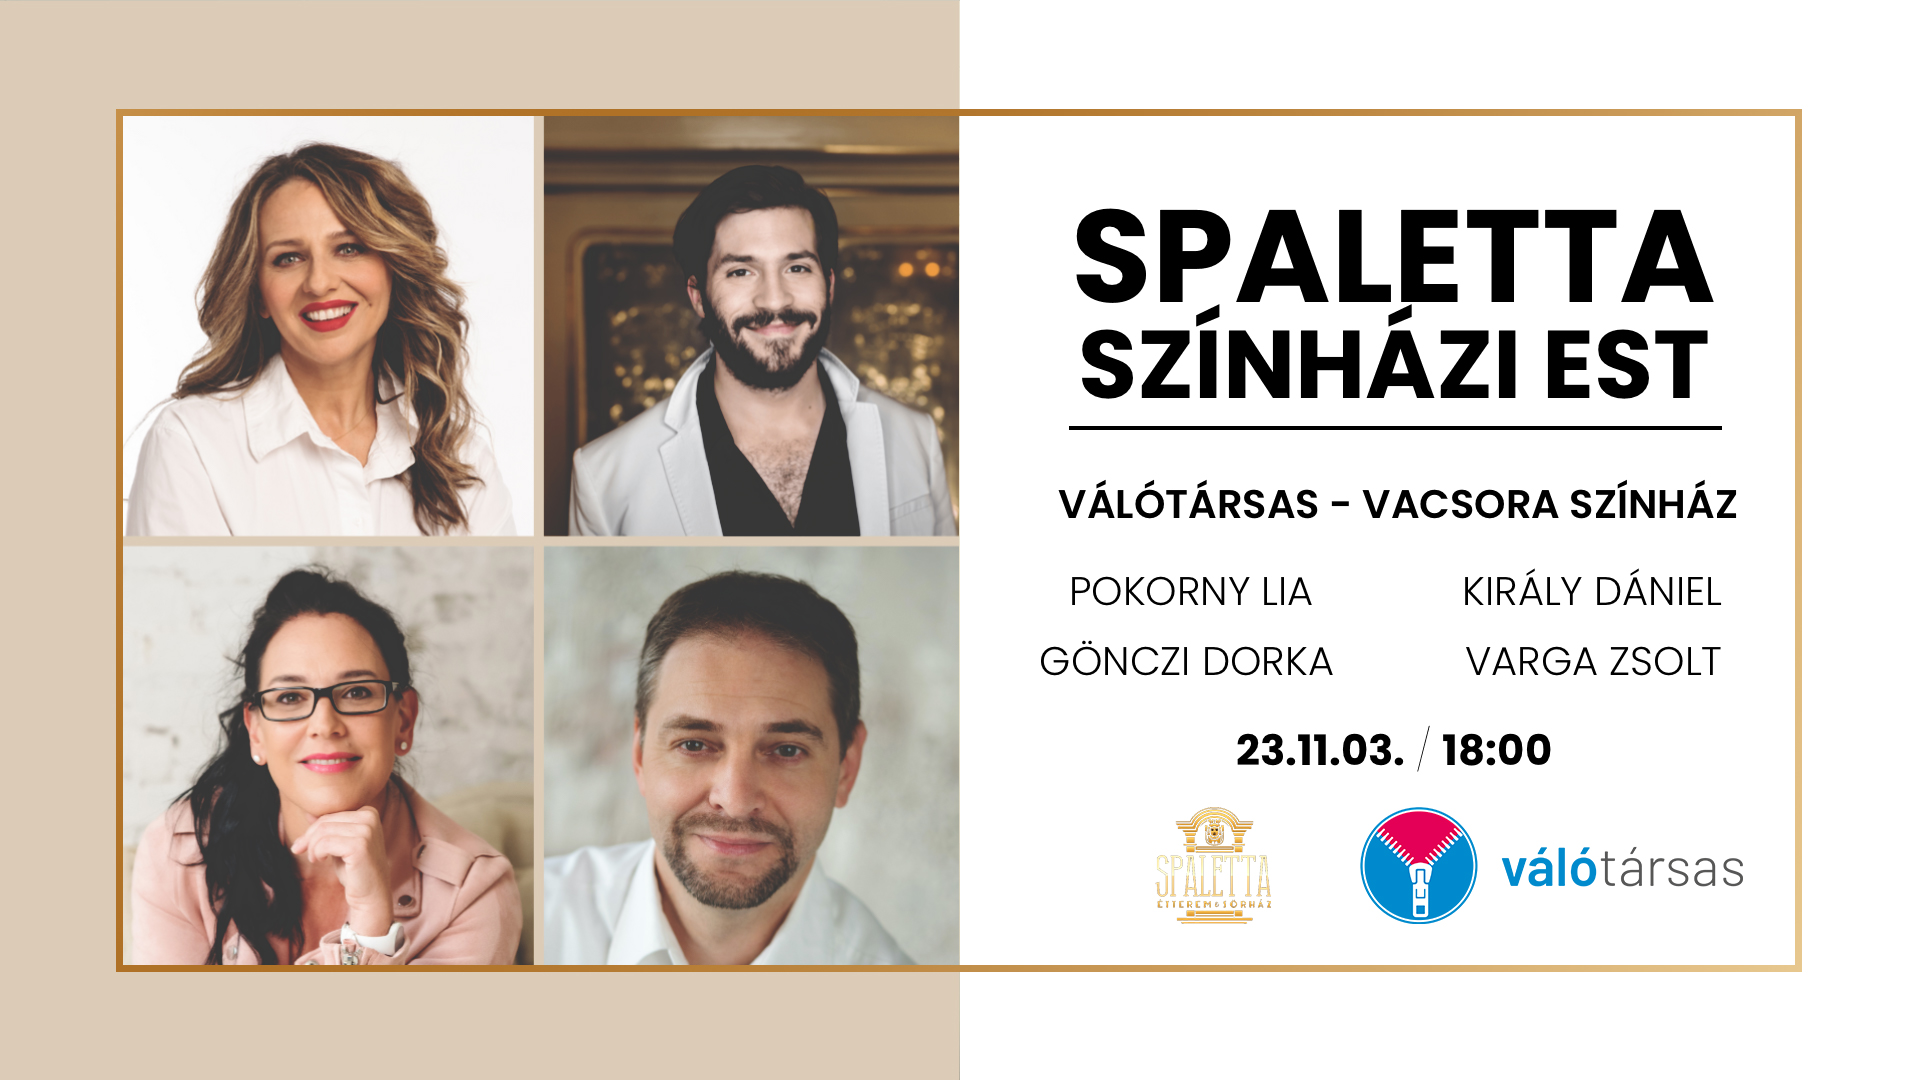 SPALETTA
SZÍNHÁZI EST
VÁLÓTÁRSAS - VACSORA SZÍNHÁZ
POKORNY LIA
KIRÁLY DÁNIEL
GÖNCZI DORKA
VARGA ZSOLT
23.11.03. / 18:00
SPALETTA
ÉTTEREM & SÖRHÁZ
válótársas